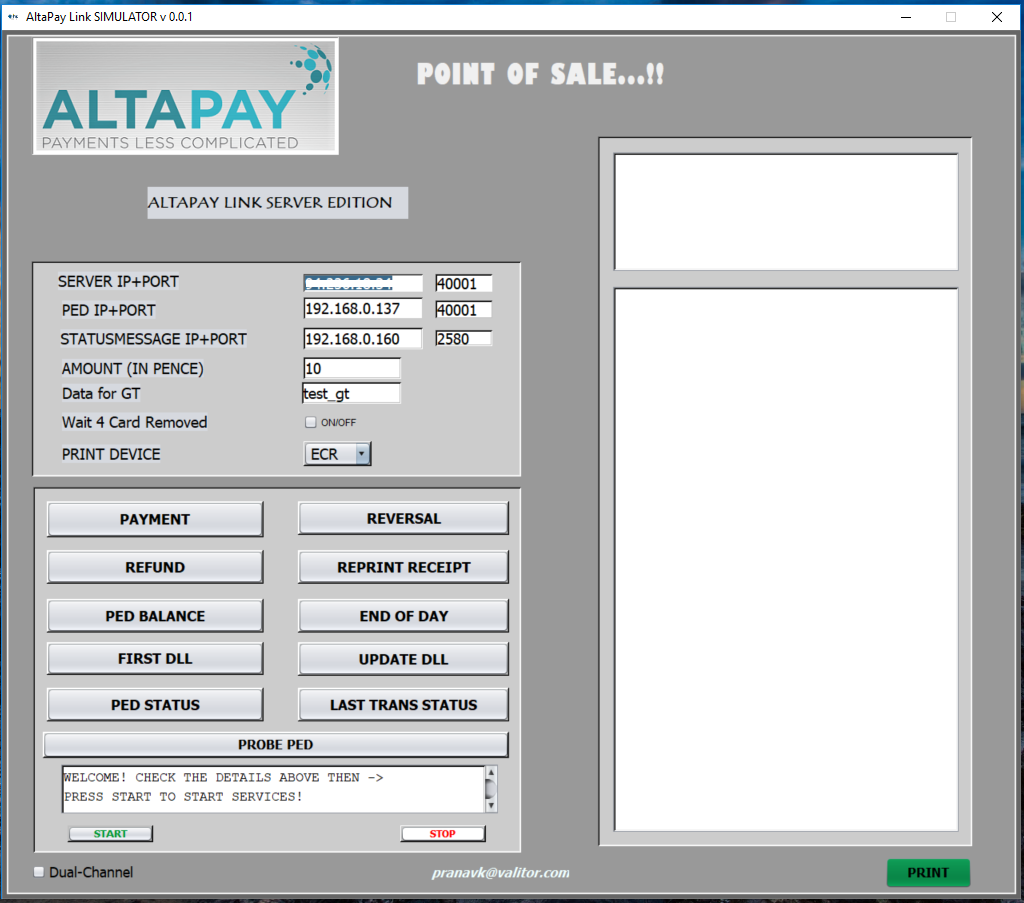 AltaPay Link SIMULATOR v 0.0.1
ALTAPAY
PAYMENTS LESS COMPLICATED
POINT OF SALE...!!
ALTAPAY LINK SERVER EDITION
SERVER IP+PORT 40001
PED IP+PORT 192.168.0.137 40001
STATUSMESSAGE IP+PORT 192.168.0.160 2580
AMOUNT (IN PENCE) 10
Data for GT test_gt
Wait 4 Card Removed ON/OFF
PRINT DEVICE ECR
PAYMENT REVERSAL
REFUND REPRINT RECEIPT
PED BALANCE END OF DAY
FIRST DLL UPDATE DLL
PED STATUS LAST TRANS STATUS
PROBE PED
WELCOME! CHECK THE DETAILS ABOVE THEN ->
PRESS START TO START SERVICES!
START STOP
Dual-Channel pranavk@valitor.com PRINT